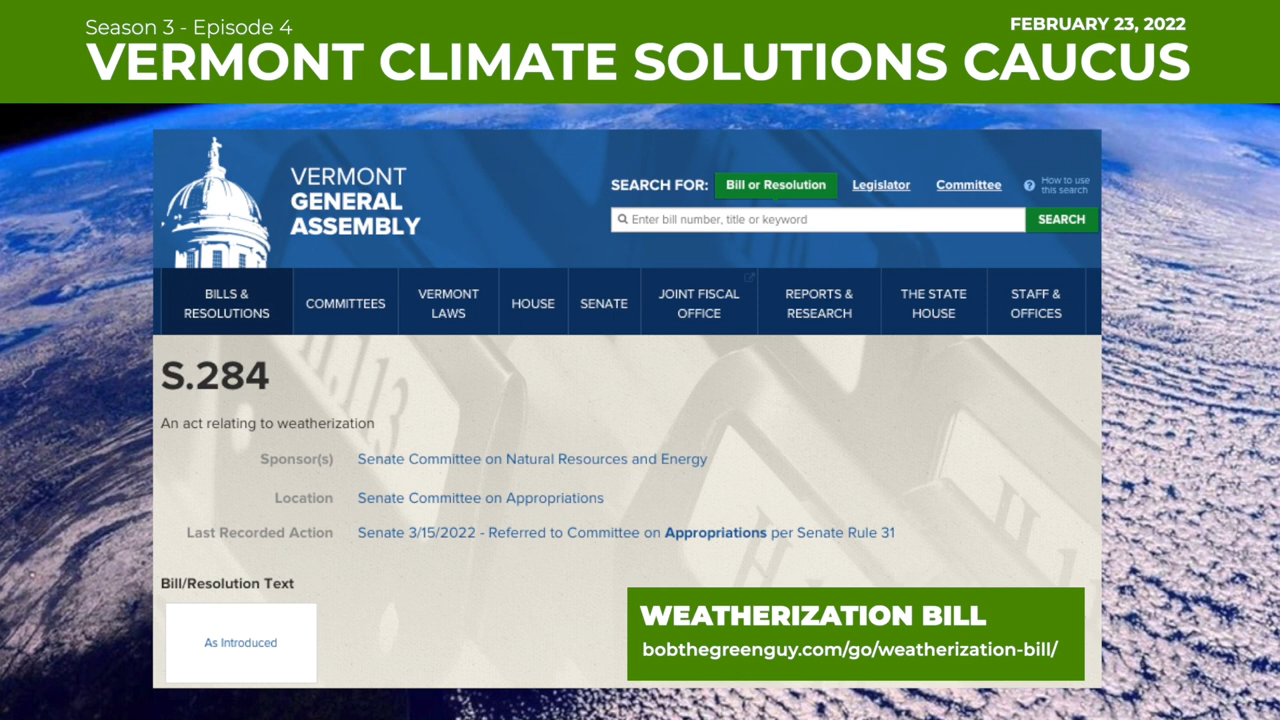 Season 3 - Episode 4
FEBRUARY 23, 2022
VERMONT CLIMATE SOLUTIONS CAUCUS
VERMONT
GENERAL
ASSEMBLY
SEARCH FOR: Bill or Resolution Legislator Committee ? How to use
this search
Enter bill number, title or keyword SEARCH
BILLS &
RESOLUTIONS
COMMITTEES
VERMONT
LAWS
HOUSE
SENATE
JOINT FISCAL
OFFICE
REPORTS &
RESEARCH
THE STATE
HOUSE
STAFF &
OFFICES
S.284
An act relating to weatherization
Sponsor(s) Senate Committee on Natural Resources and Energy
Location Senate Committee on Appropriations
Last Recorded Action Senate 3/15/2022 - Referred to Committee on Appropriations per Senate Rule 31
Bill/Resolution Text
As Introduced
WEATHERIZATION BILL
bobthegreenguy.com/go/weatherization-bill/